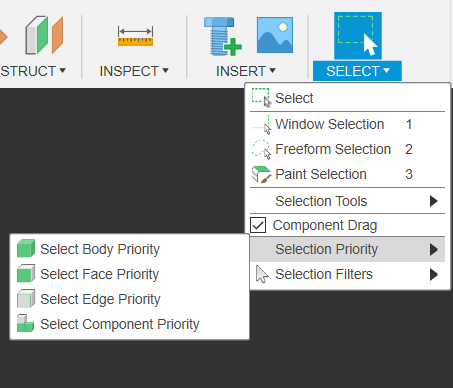 STRUCT▾ INSPECT▾ INSERT▾ SELECT▾
Select
Window Selection 1
Freeform Selection 2
Paint Selection 3
Selection Tools
Component Drag
Selection Priority
Selection Filters
Select Body Priority
Select Face Priority
Select Edge Priority
Select Component Priority